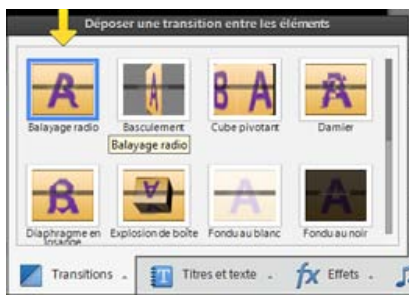 Déposer une transition entre les éléments
Balayage radio
Basculement
Cube pivotant
Damier
Balayage radio
Diaphragme en losange
Explosion de boîte
Fondu au blanc
Fondu au noir
Transitions
Titres et texte
fx Effets